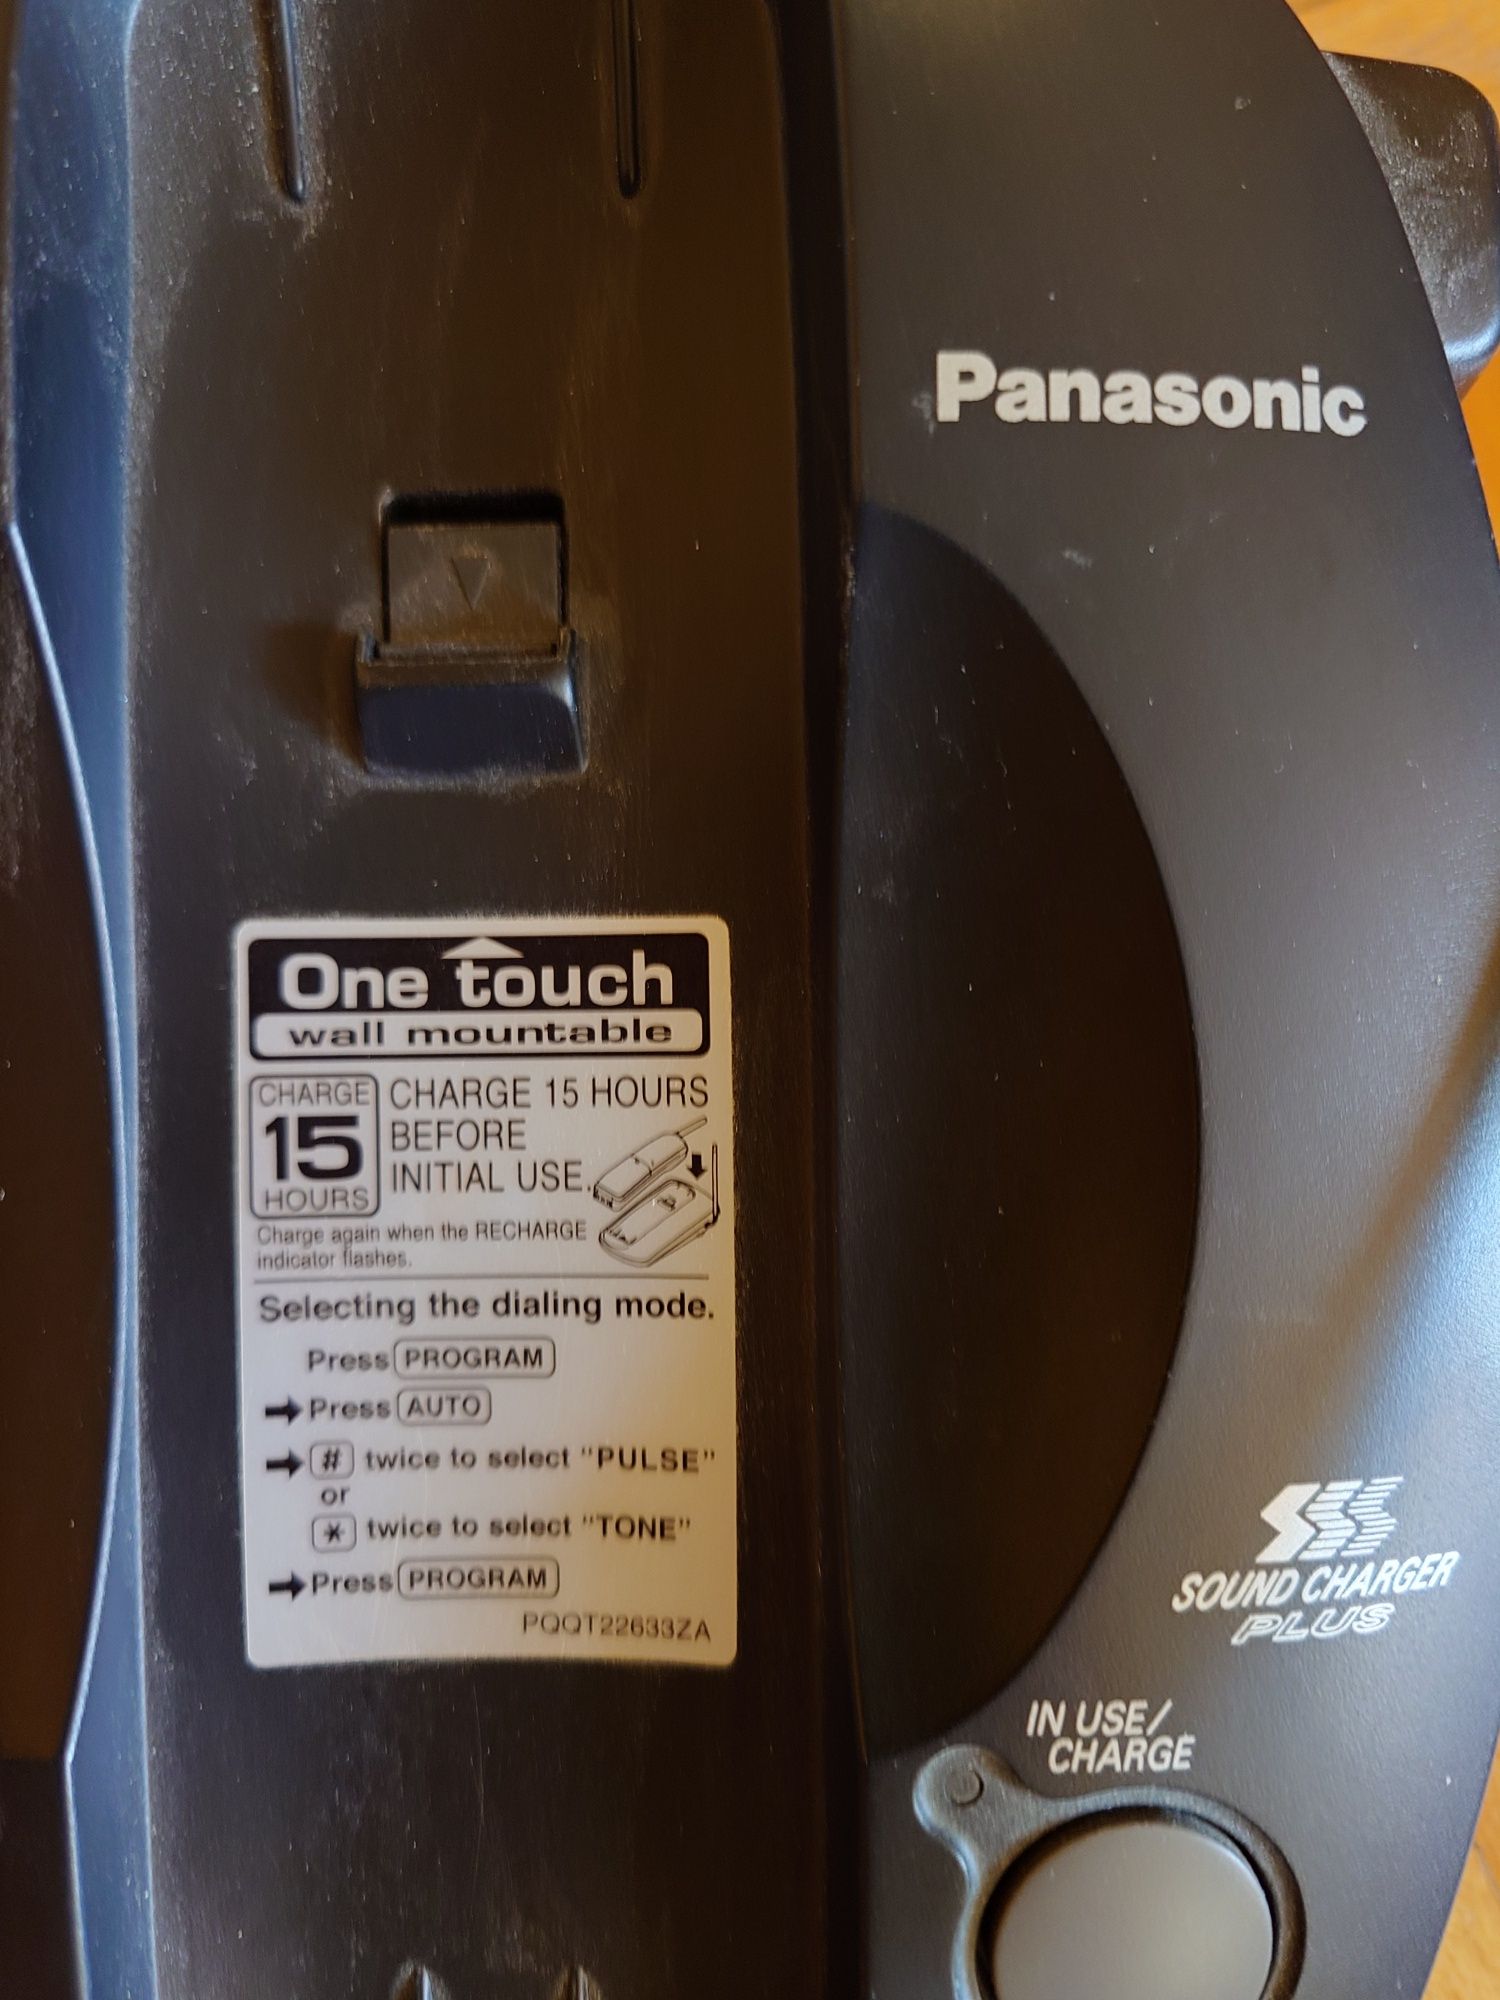 Panasonic
One touch
wall mountable
CHARGE
15
HOURS
CHARGE 15 HOURS
BEFORE
INITIAL USE.
Charge again when the RECHARGE
indicator flashes.
Selecting the dialing mode.
Press PROGRAM
➡ Press AUTO
➡ # twice to select "PULSE"
or
* twice to select "TONE"
➡ Press PROGRAM
PQQT22633ZA
SOUND CHARGER
PLUS
IN USE/
CHARGE